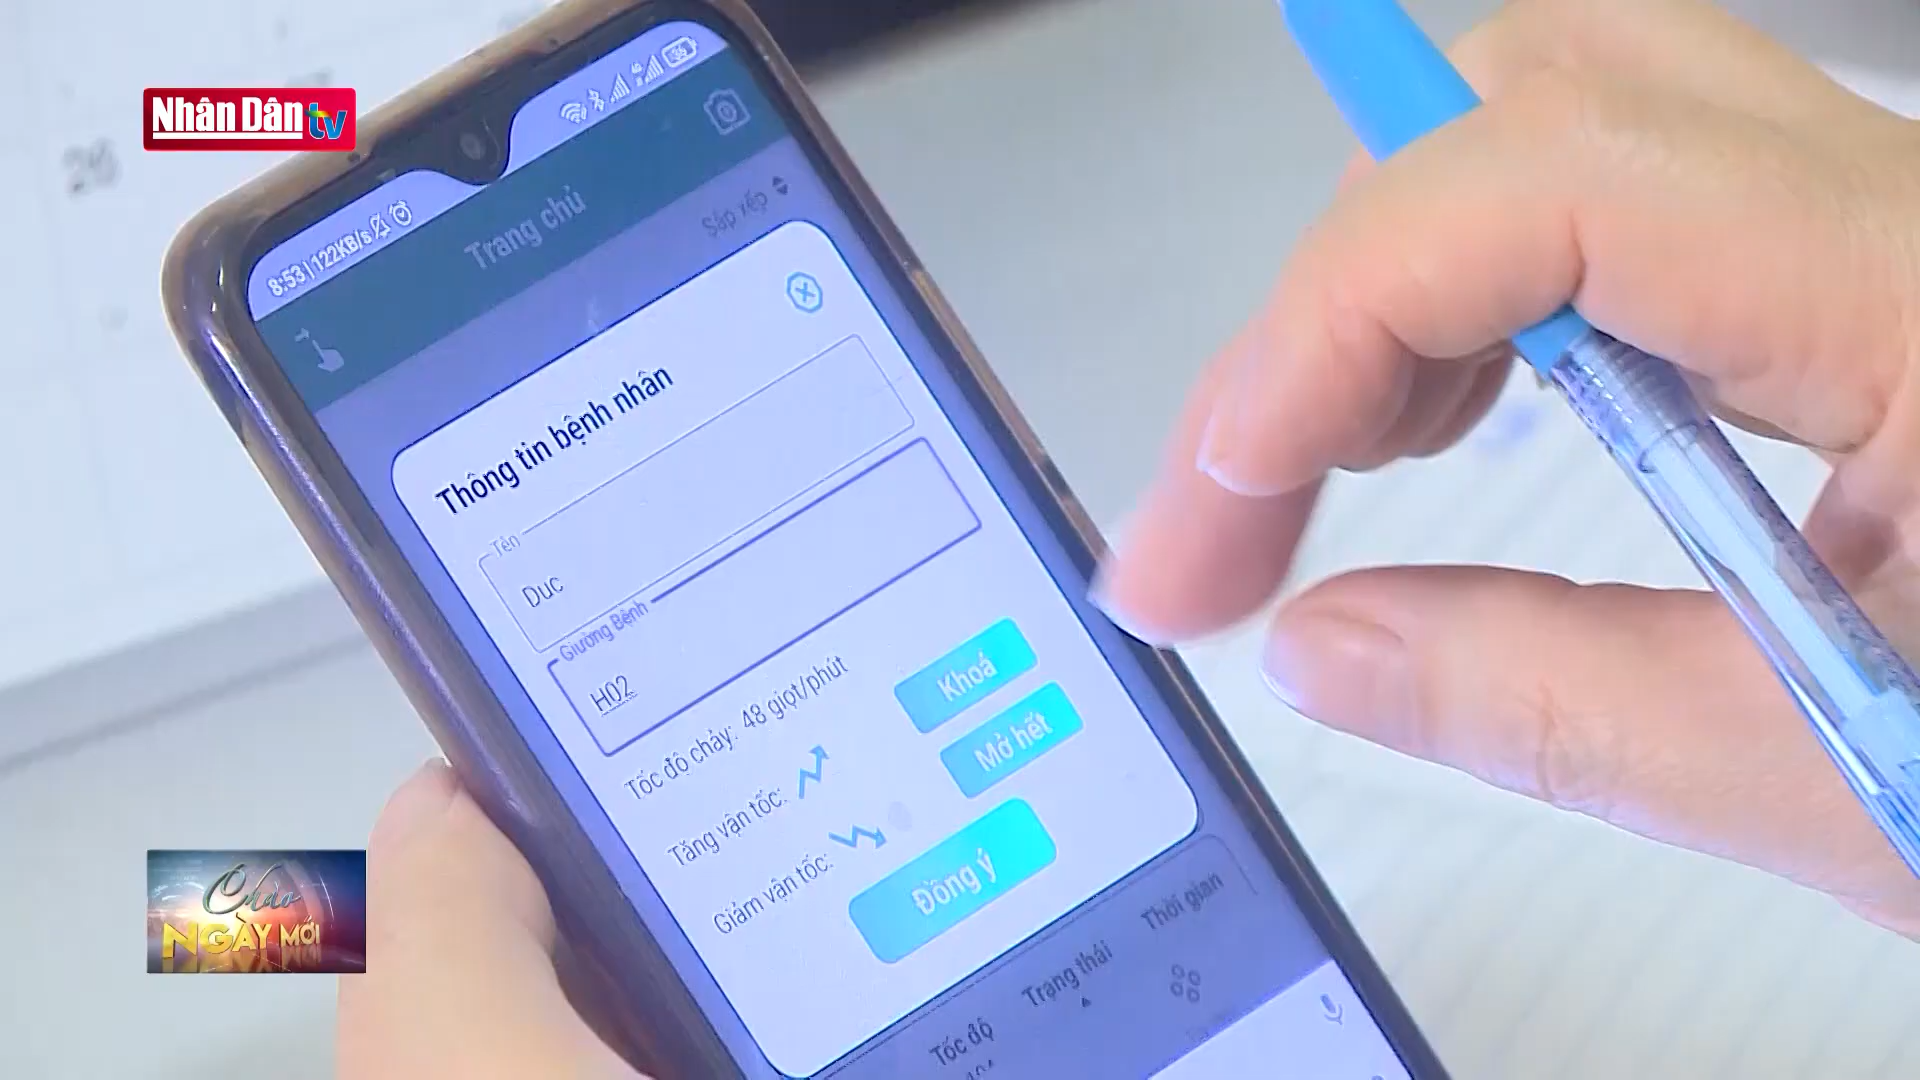 Nhân Dân tv
26
8:53 | 122KB/s
Trang chủ
Sắp xếp
Thông tin bệnh nhân
Tên
Duc
Giường Bệnh
H02
Tốc độ chảy: 48 giọt/phút
Khoá
Tăng vận tốc:
Mở hết
Giảm vận tốc:
Đồng ý
Tốc độ
Trạng thái
Thời gian
Chào
NGÀY MỚI